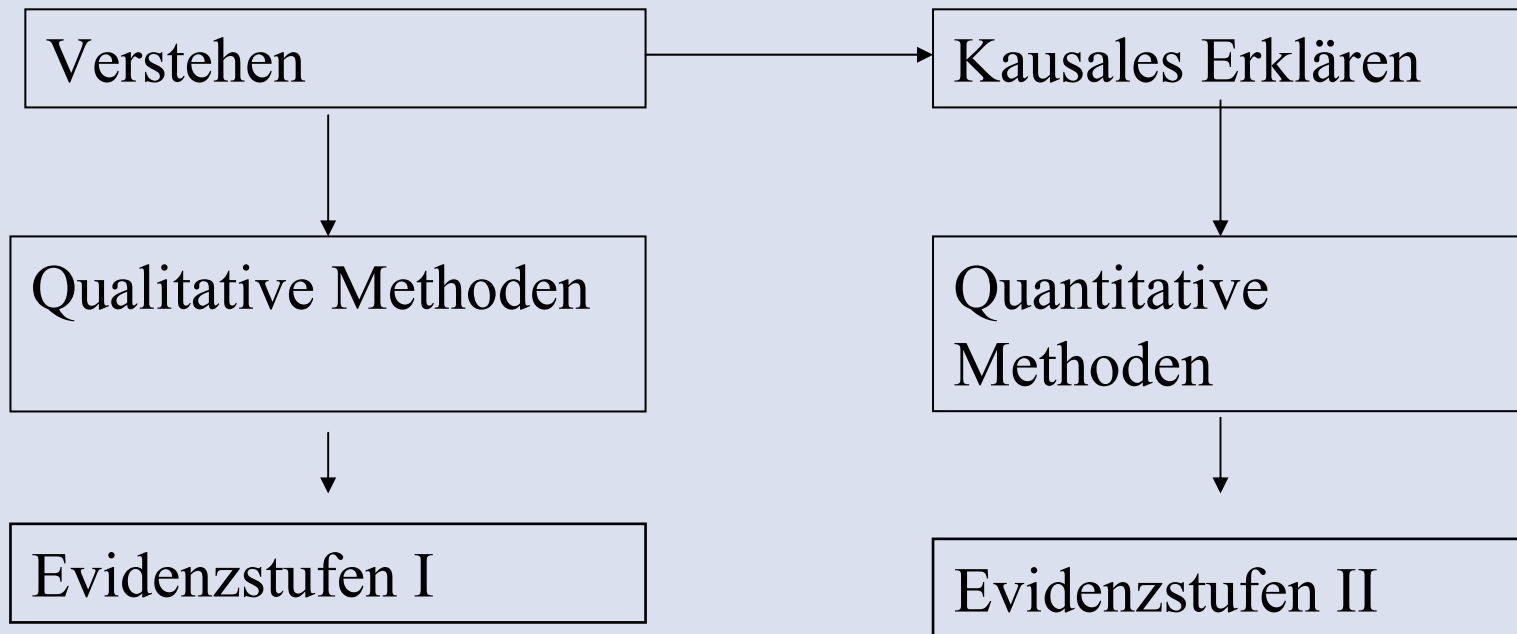 Verstehen
Kausales Erklären
Qualitative Methoden
Quantitative
Methoden
Evidenzstufen I
Evidenzstufen II